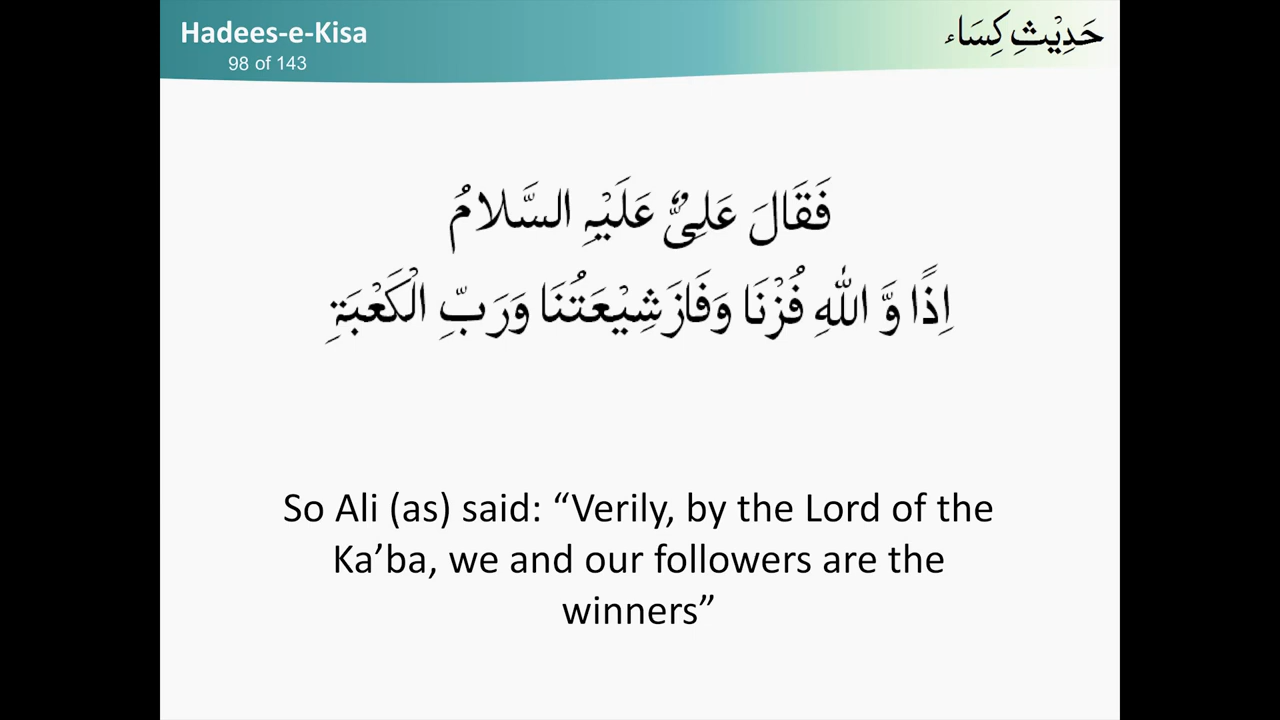 Hadees-e-Kisa
حَدِيْثِ كِسَاء
98 of 143
فَقَالَ عَلِىٌّ عَلَيْهِ السَّلامُ
اِذًا وَّ اللهِ فُزْنَا وَفَازَ شِيْعَتُنَا وَرَبِّ الْكَعْبَةِ
So Ali (as) said: “Verily, by the Lord of the
Ka’ba, we and our followers are the
winners”